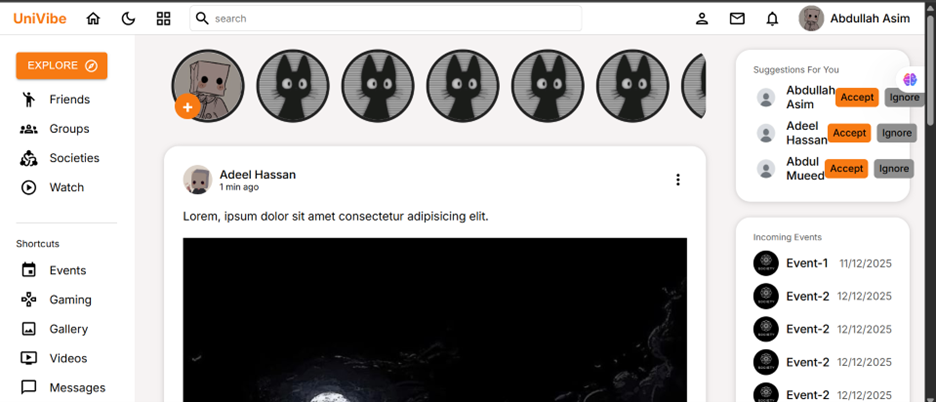 UniVibe
search
Abdullah Asim
EXPLORE
Friends
Groups
Societies
Watch
Shortcuts
Events
Gaming
Gallery
Videos
Messages
+
Adeel Hassan
1 min ago
Lorem, ipsum dolor sit amet consectetur adipisicing elit.
Suggestions For You
Abdullah
Asim
Accept Ignore
Adeel
Hassan
Accept Ignore
Abdul
Mueed
Accept Ignore
Incoming Events
Event-1 11/12/2025
Event-2 12/12/2025
Event-2 12/12/2025
Event-2 12/12/2025
Event-2 12/12/2025